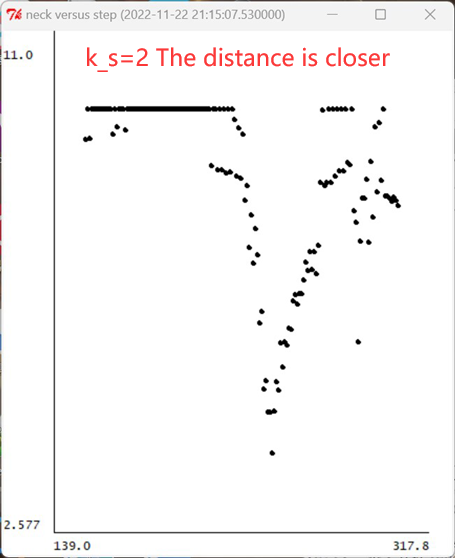 neck versus step (2022-11-22 21:15:07.530000)
k_s=2 The distance is closer
11.0
2.577
139.0
317.8